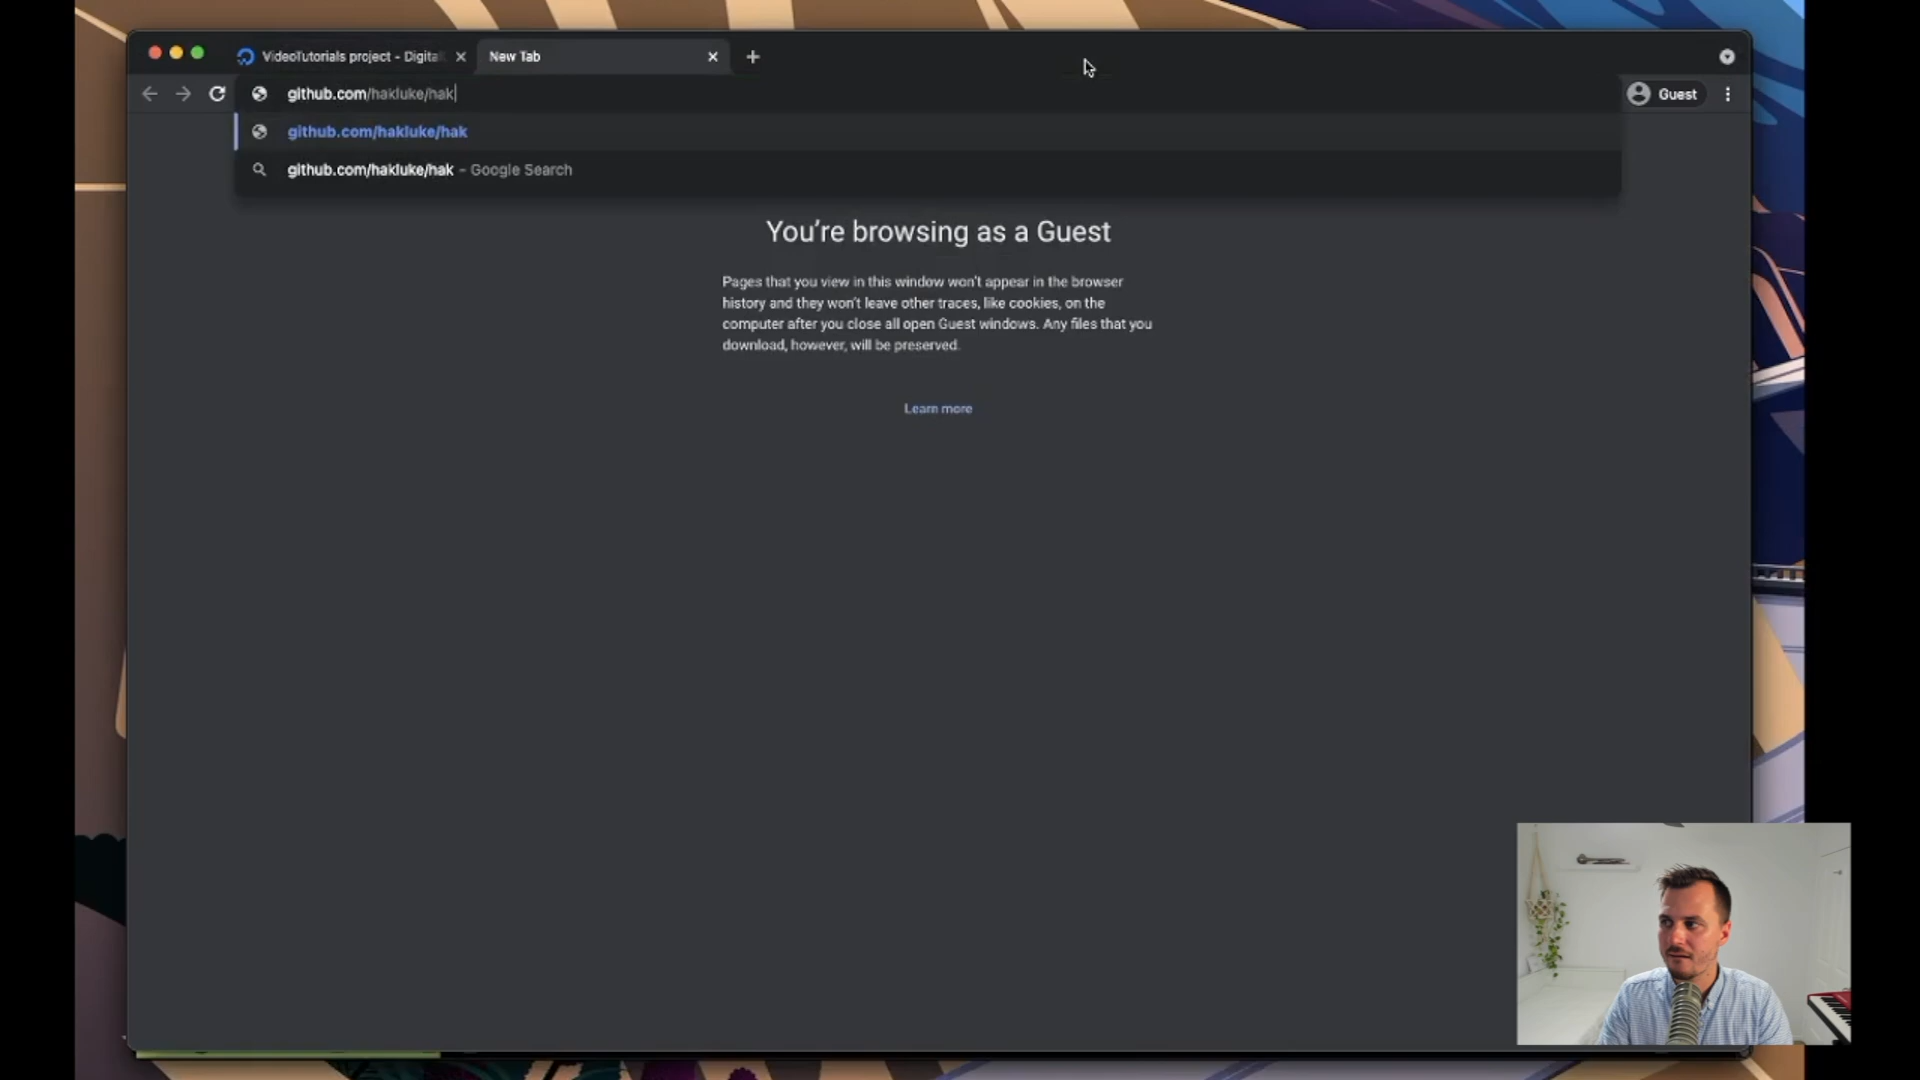 VideoTutorials project - Digital
New Tab
github.com/hakluke/hak
Guest
github.com/hakluke/hak
github.com/hakluke/hak - Google Search
You're browsing as a Guest
Pages that you view in this window won't appear in the browser
history and they won't leave other traces, like cookies, on the
computer after you close all open Guest windows. Any files that you
download, however, will be preserved.
Learn more